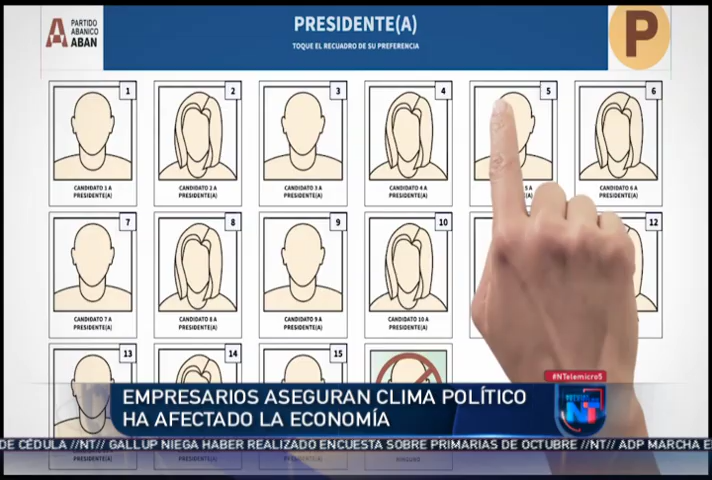 PARTIDO
ABANICO
ABAN
PRESIDENTE(A)
TOQUE EL RECUADRO DE SU PREFERENCIA
P
1
2
3
4
5
6
CANDIDATO 1 A
PRESIDENTE(A)
CANDIDATO 2 A
PRESIDENTE(A)
CANDIDATO 3 A
PRESIDENTE(A)
CANDIDATO 4 A
PRESIDENTE(A)
CANDIDATO 6 A
PRESIDENTE(A)
7
8
9
10
12
CANDIDATO 7 A
PRESIDENTE(A)
CANDIDATO 8 A
PRESIDENTE(A)
CANDIDATO 9 A
PRESIDENTE(A)
CANDIDATO 10 A
PRESIDENTE(A)
13
14
15
#NTelemicro5
EMPRESARIOS ASEGURAN CLIMA POLÍTICO
HA AFECTADO LA ECONOMÍA
NT
DE CÉDULA //NT// GALLUP NIEGA HABER REALIZADO ENCUESTA SOBRE PRIMARIAS DE OCTUBRE //NT// ADP MARCHA E
PRESIDENTE(A)
PRESIDENTE(A)
PRESIDENTE(A)
NINGUNO